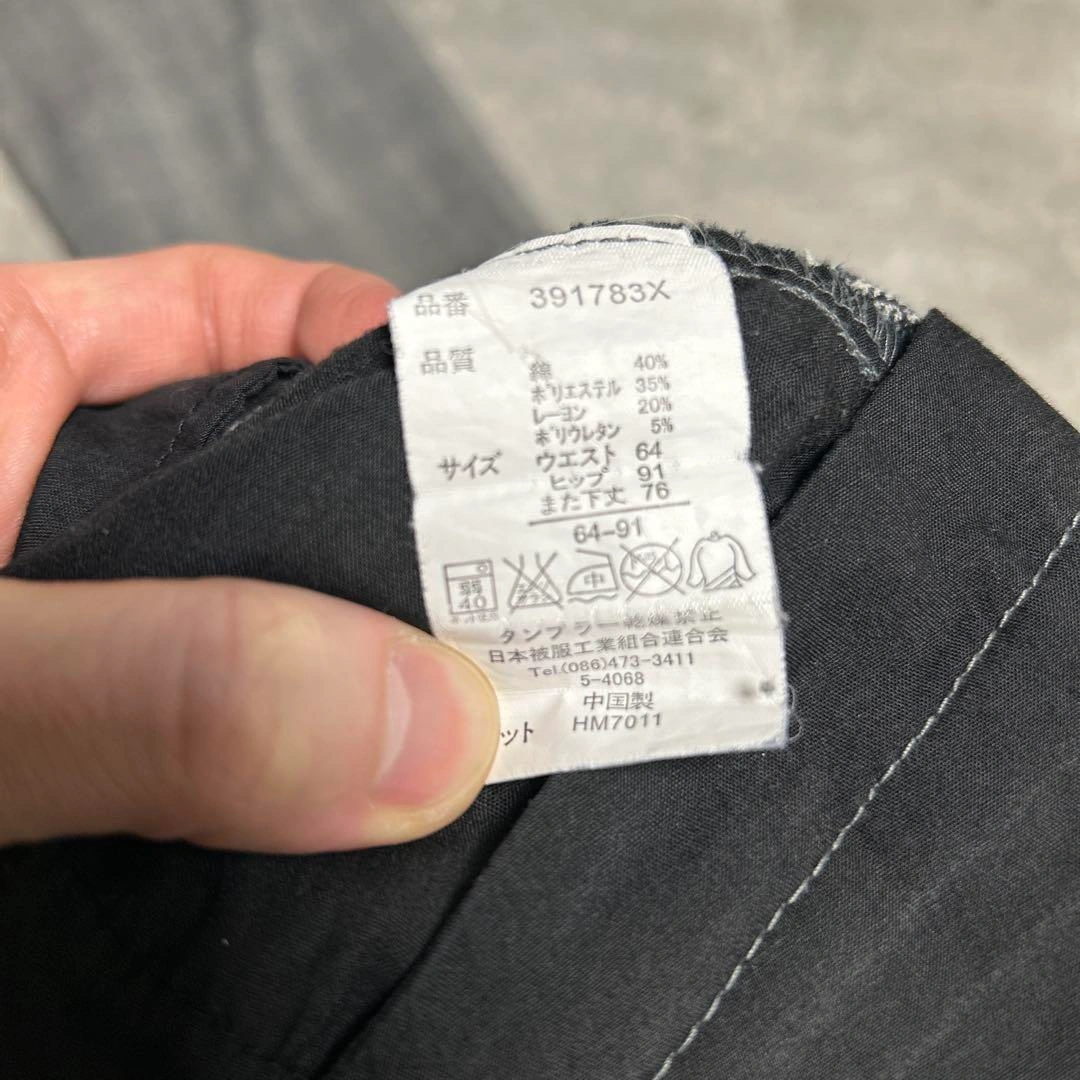 品番 391783X
品質 綿 40%
ポリエステル 35%
レーヨン 20%
ポリウレタン 5%
サイズ ウエスト 64
ヒップ 91
また下丈 76
64-91
40 中
タンブラー乾燥禁止
日本被服工業組合連合会
Tel.(086)473-3411
5-4068
中国製
ット HM7011